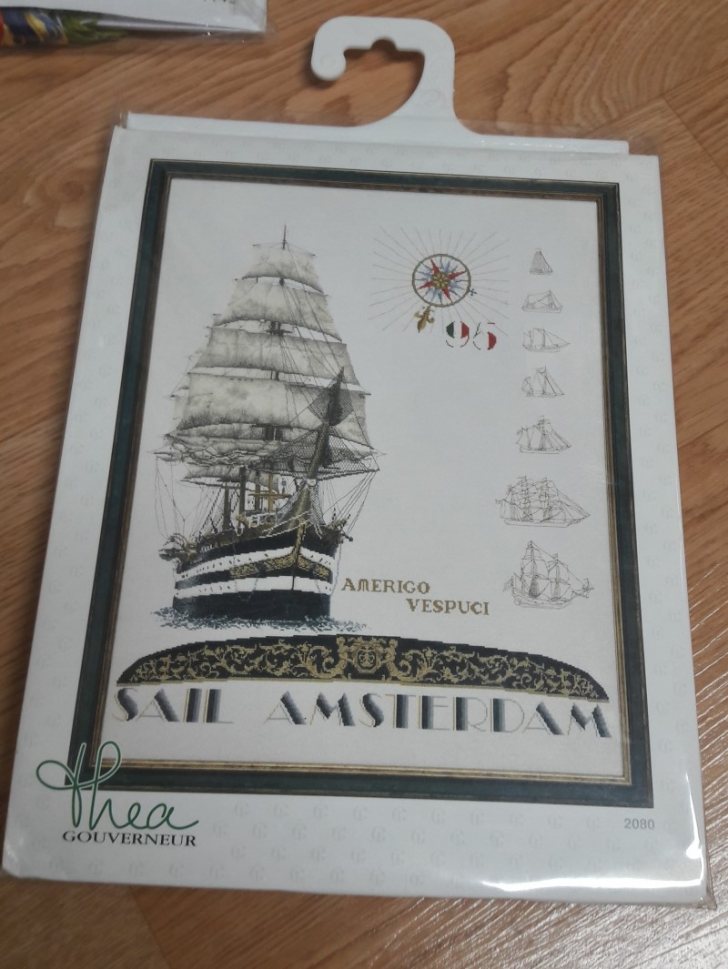 95
AMERIGO
VESPUCI
SAIL AMSTERDAM
thea
GOUVERNEUR
2080